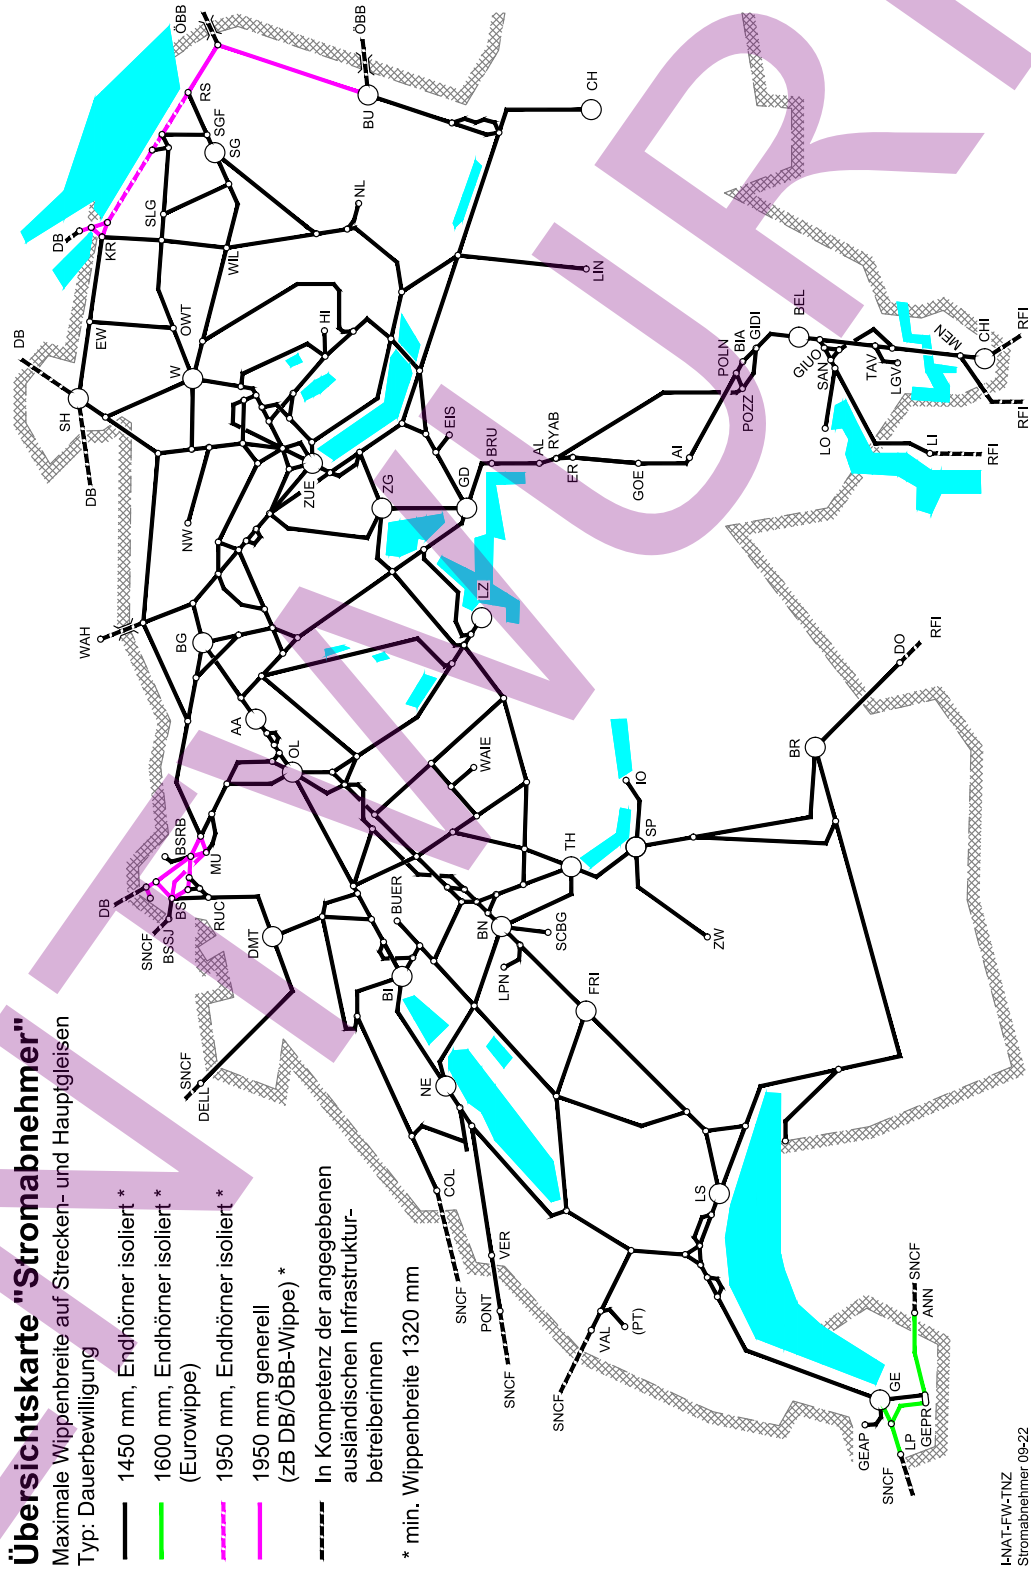 Übersichtskarte "Stromabnehmer"
Maximale Wippenbreite auf Strecken- und Hauptgleisen
Typ: Dauerbewilligung
1450 mm, Endhörner isoliert *
1600 mm, Endhörner isoliert *
(Eurowippe)
1950 mm, Endhörner isoliert *
1950 mm generell
(zB DB/ÖBB-Wippe) *
In Kompetenz der angegebenen
ausländischen Infrastruktur-
betreiberinnen
* min. Wippenbreite 1320 mm
SNCF
DELL
SNCF
BSSJ
DB
BS
BSRB
MU
RUC
DMT
WAH
BG
AA
OL
DB
SH
DB
EW
KR
DB
OWT
W
NW
SLG
WIL
SG
SGF
RS
ÖBB
ÖBB
BU
CH
NL
LIN
HI
ZUE
ZG
EIS
GD
BRU
LZ
AL
RYAB
ER
GOE
AI
POLN
POZZ
BIA
GIDI
BEL
GIUO
SAN
LO
TAV
LGV
MEN
CHI
RFI
RFI
LI
RFI
WAIE
BUER
BI
BN
LPN
SCBG
TH
IO
SP
ZW
BR
DO
RFI
FRI
NE
COL
SNCF
VER
PONT
SNCF
VAL
(PT)
SNCF
LS
GE
GEAP
LP
GEPR
SNCF
ANN
SNCF
I-NAT-FW-TNZ
Stromabnehmer 09-22